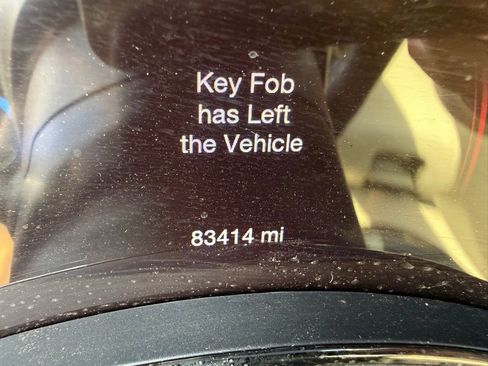 Key Fob
has Left
the Vehicle
83414 mi